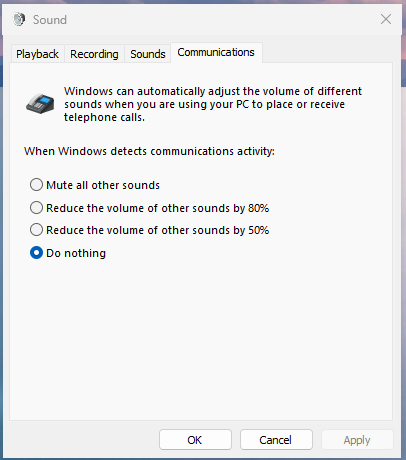 Sound
Playback Recording Sounds Communications
Windows can automatically adjust the volume of different
sounds when you are using your PC to place or receive
telephone calls.
When Windows detects communications activity:
Mute all other sounds
Reduce the volume of other sounds by 80%
Reduce the volume of other sounds by 50%
Do nothing
OK Cancel Apply